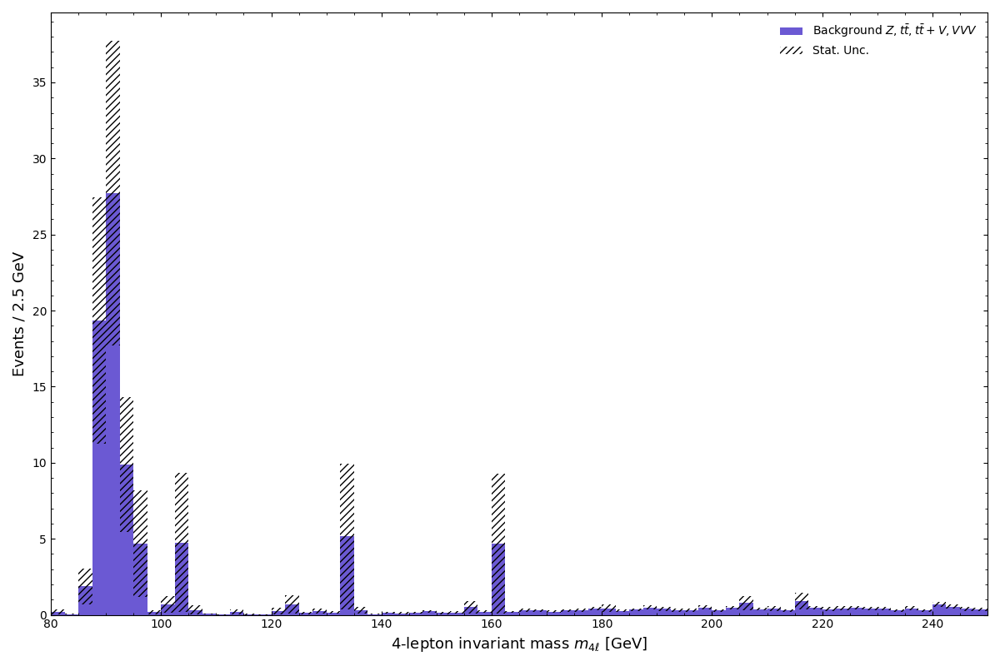 Background Z, tt̄, tt̄ + V, VVV
Stat. Unc.
Events / 2.5 GeV
35
30
25
20
15
10
5
0
80 100 120 140 160 180 200 220 240
4-lepton invariant mass m₄ℓ [GeV]